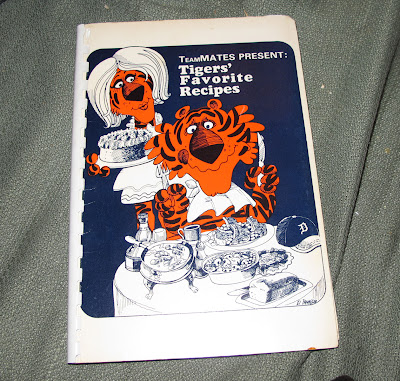 TEAMMATES PRESENT:
Tigers'
Favorite
Recipes
D